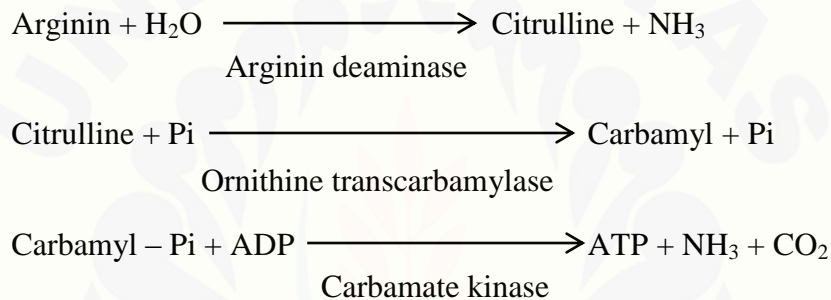 Arginin + H₂O ⟶ Citrulline + NH₃
Arginin deaminase
Citrulline + Pi ⟶ Carbamyl + Pi
Ornithine transcarbamylase
Carbamyl – Pi + ADP ⟶ ATP + NH₃ + CO₂
Carbamate kinase